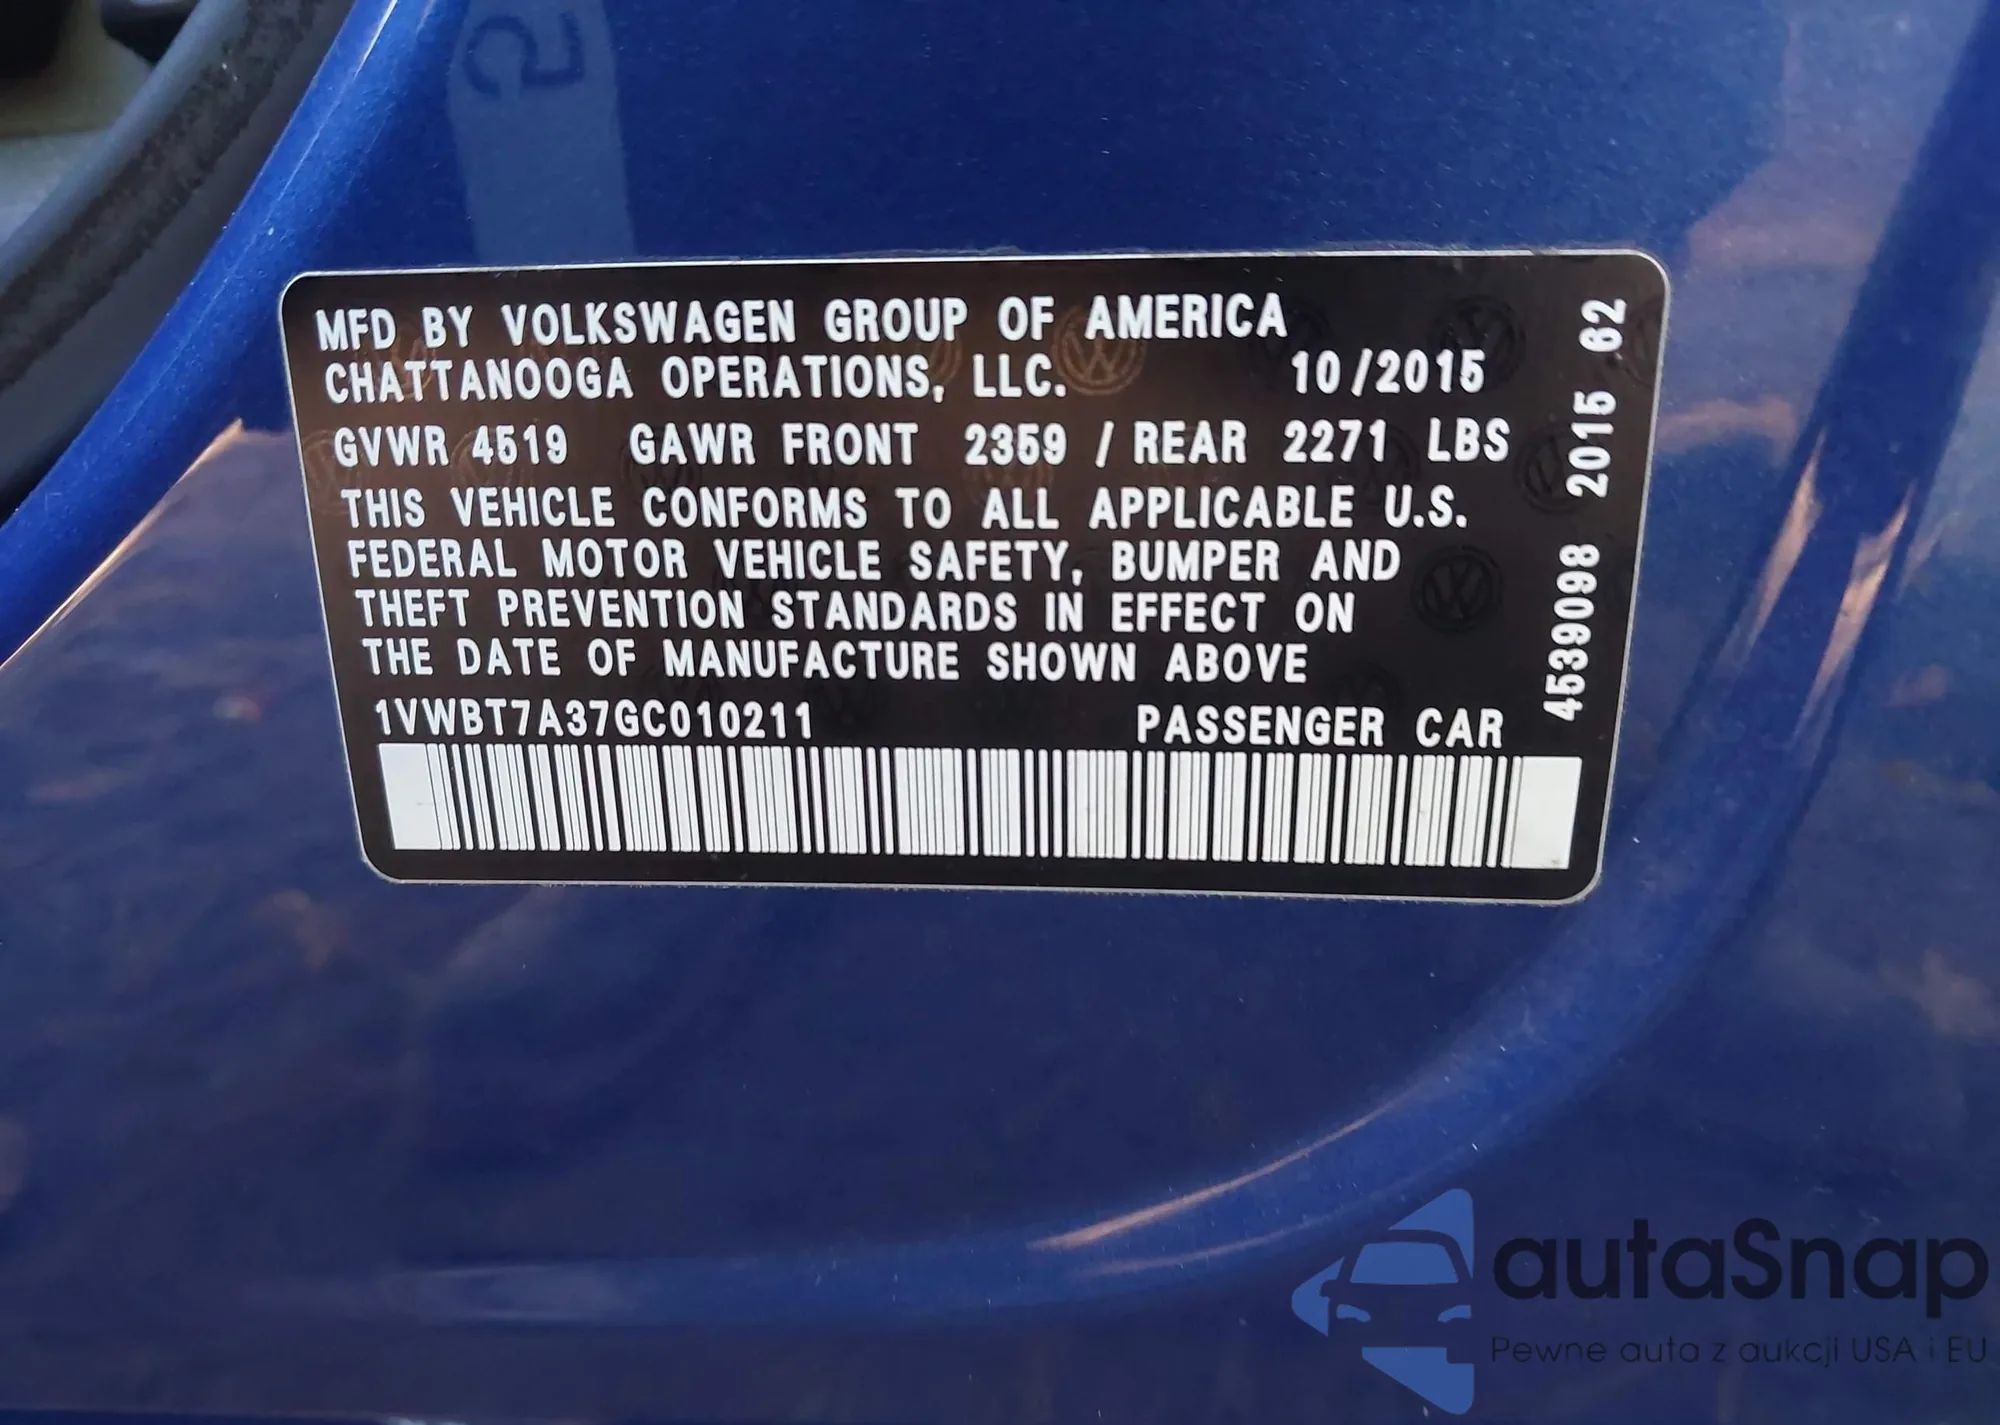 MFD BY VOLKSWAGEN GROUP OF AMERICA
CHATTANOOGA OPERATIONS, LLC. 10/2015
GVWR 4519 GAWR FRONT 2359 / REAR 2271 LBS
THIS VEHICLE CONFORMS TO ALL APPLICABLE U.S.
FEDERAL MOTOR VEHICLE SAFETY, BUMPER AND
THEFT PREVENTION STANDARDS IN EFFECT ON
THE DATE OF MANUFACTURE SHOWN ABOVE
1VWBT7A37GC010211 PASSENGER CAR
4539098 2015 62
autaSnap
Pewne auta z aukcji USA i EU